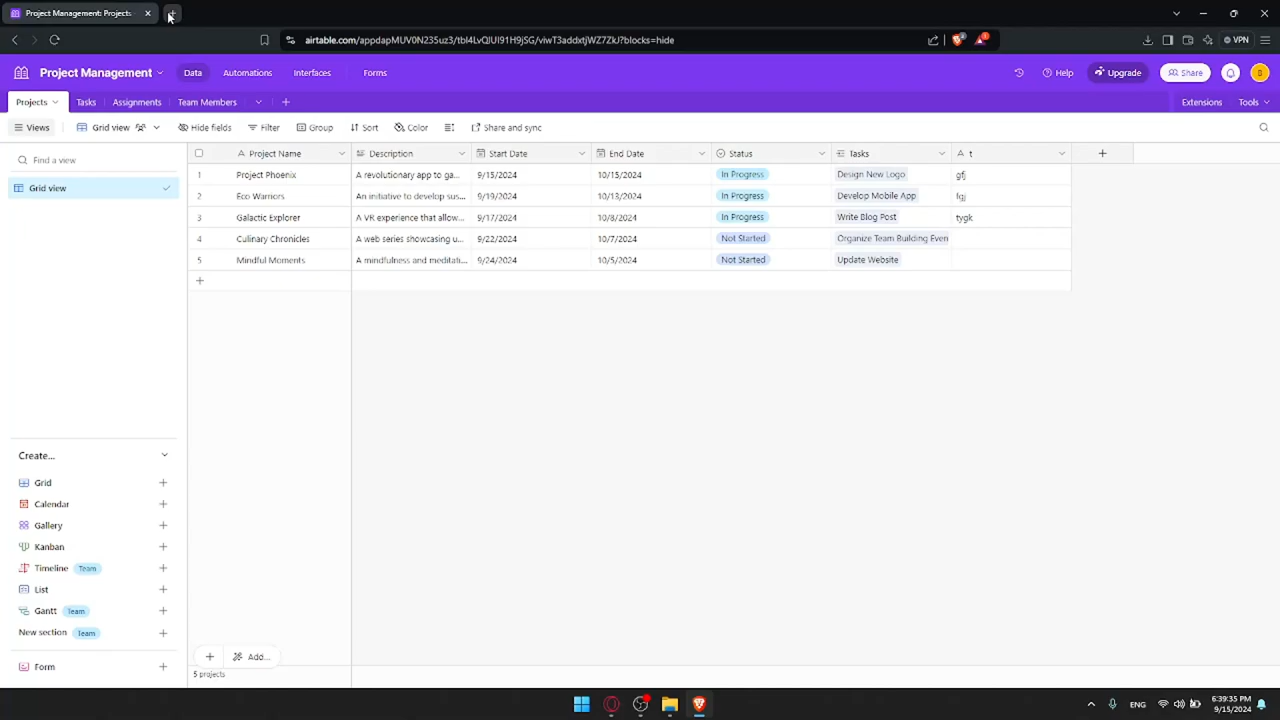 Project Management: Projects
airtable.com/appdapMUV0N235uz3/tbl4LvQlUI91H9jSG/viwT3addxtjWZ7ZkJ?blocks=hide
VPN
Project Management
Data
Automations
Interfaces
Forms
Help
Upgrade
Share
Projects
Tasks
Assignments
Team Members
Extensions
Tools
Views
Grid view
Hide fields
Filter
Group
Sort
Color
Share and sync
Find a view
Grid view
Project Name Description Start Date End Date Status Tasks t
1 Project Phoenix A revolutionary app to ga... 9/15/2024 10/15/2024 In Progress Design New Logo gfj
2 Eco Warriors An initiative to develop sus... 9/19/2024 10/13/2024 In Progress Develop Mobile App fgj
3 Galactic Explorer A VR experience that allow... 9/17/2024 10/8/2024 In Progress Write Blog Post tygk
4 Culinary Chronicles A web series showcasing u... 9/22/2024 10/7/2024 Not Started Organize Team Building Even
5 Mindful Moments A mindfulness and meditati... 9/24/2024 10/5/2024 Not Started Update Website
Create...
Grid
Calendar
Gallery
Kanban
Timeline Team
List
Gantt Team
New section Team
Form
Add...
5 projects
ENG
6:39:35 PM
9/15/2024